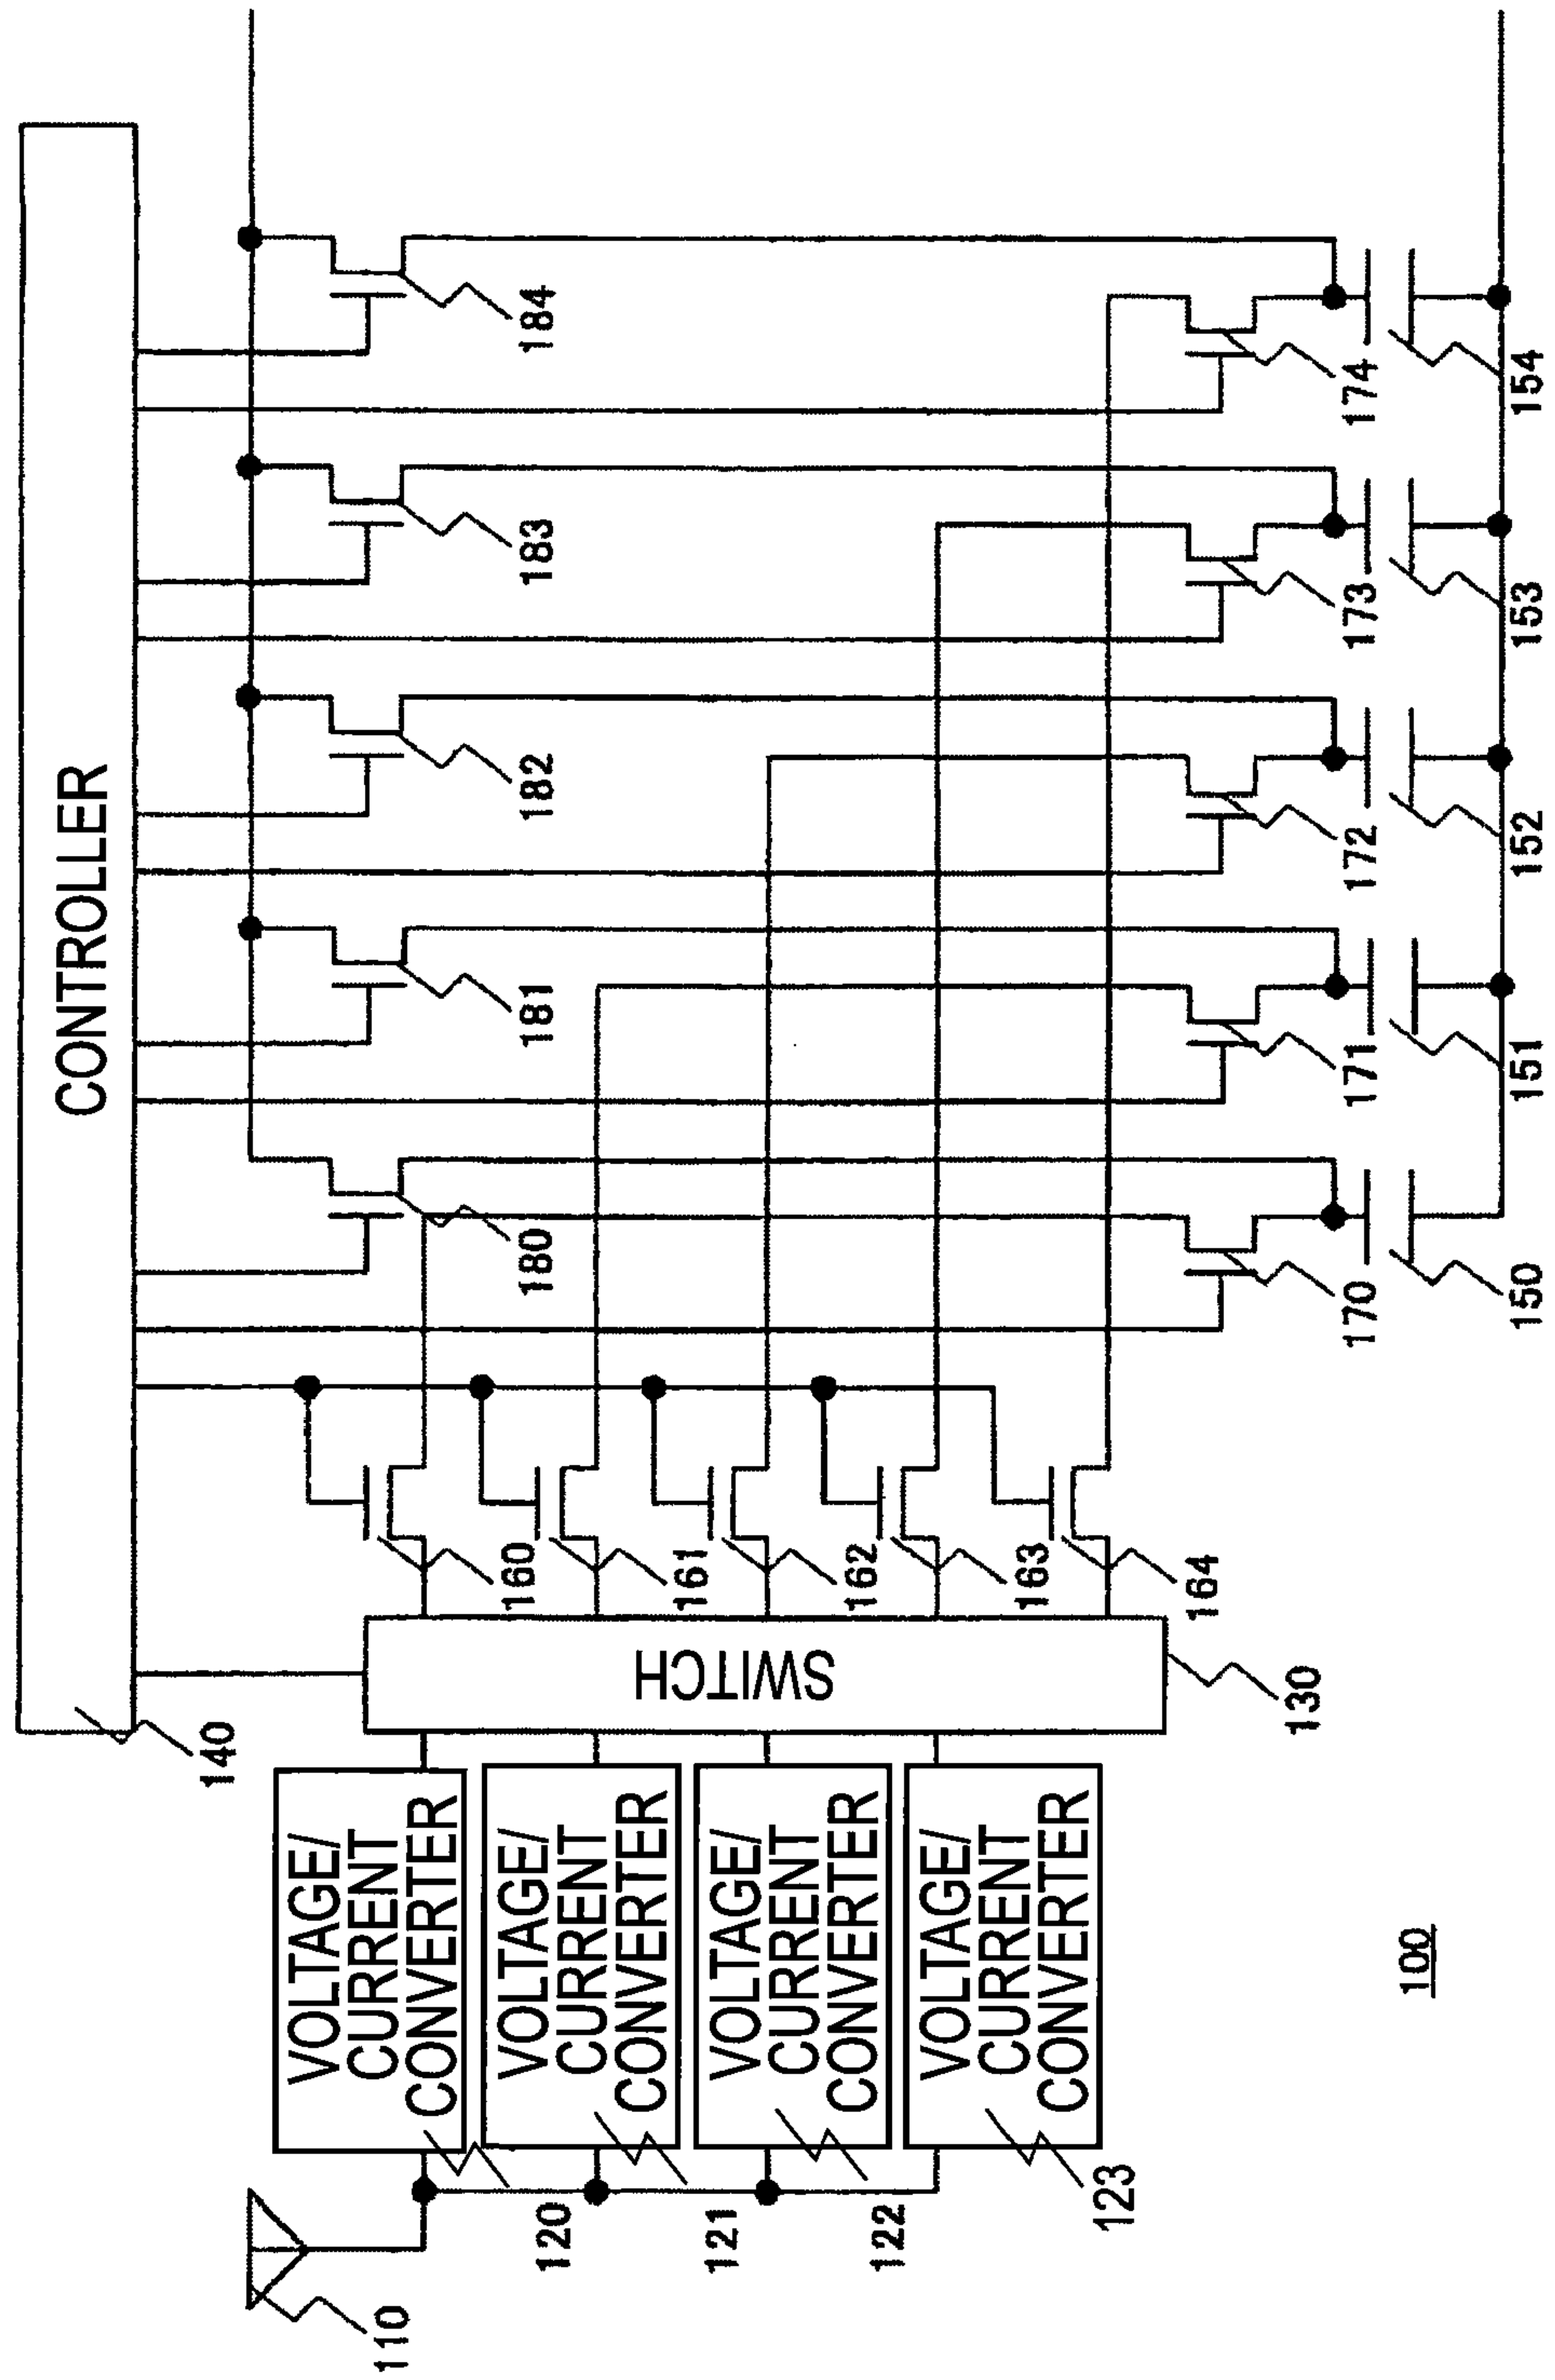 CONTROLLER
140
184
183
182
181
180
174
173
172
171
170
154
153
152
151
150
160
161
162
163
164
SWITCH
130
VOLTAGE/
CURRENT
CONVERTER
120
VOLTAGE/
CURRENT
CONVERTER
121
VOLTAGE/
CURRENT
CONVERTER
122
VOLTAGE/
CURRENT
CONVERTER
123
110
100